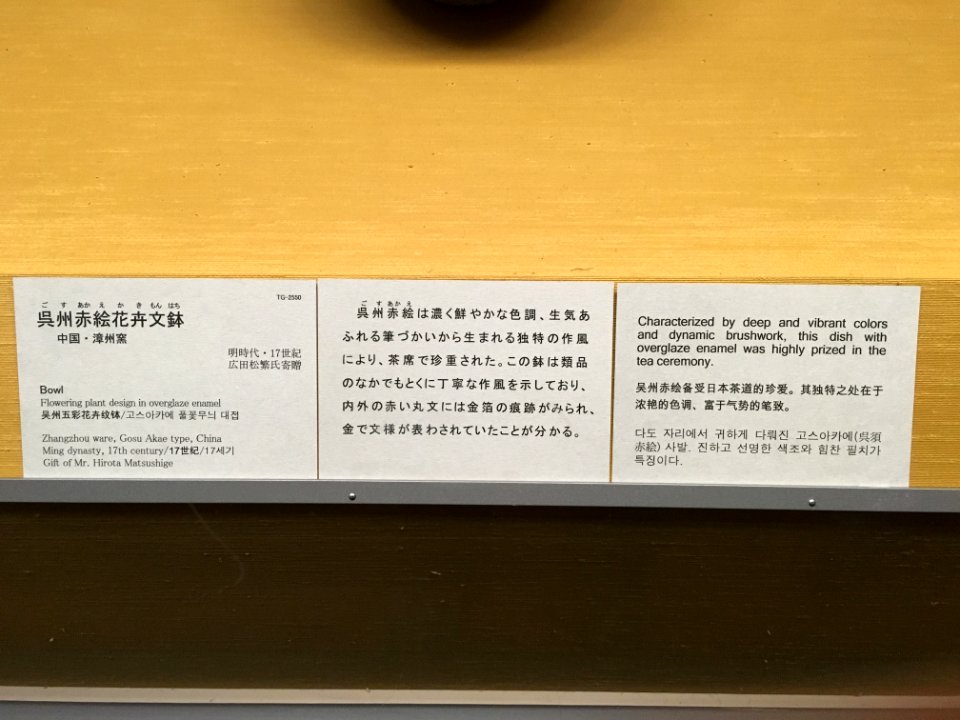 TG-2550
ごすあかえかきもんはち
呉州赤絵花卉文鉢
中国・漳州窯
明時代・17世紀
広田松繁氏寄贈
Bowl
Flowering plant design in overglaze enamel
吴州五彩花卉纹钵/고스아카에 풀꽃무늬 대접
Zhangzhou ware, Gosu Akae type, China
Ming dynasty, 17th century/17世紀/17세기
Gift of Mr. Hirota Matsushige
ごすあかえ
呉州赤絵は濃く鮮やかな色調、生気あ
ふれる筆づかいから生まれる独特の作風
により、茶席で珍重された。この鉢は類品
のなかでもとくに丁寧な作風を示しており、
内外の赤い丸文には金箔の痕跡がみられ、
金で文様が表わされていたことが分かる。
Characterized by deep and vibrant colors
and dynamic brushwork, this dish with
overglaze enamel was highly prized in the
tea ceremony.
吴州赤绘备受日本茶道的珍爱。其独特之处在于
浓艳的色调、富于气势的笔致。
다도 자리에서 귀하게 다뤄진 고스아카에(呉須
赤絵) 사발. 진하고 선명한 색조와 힘찬 필치가
특징이다.